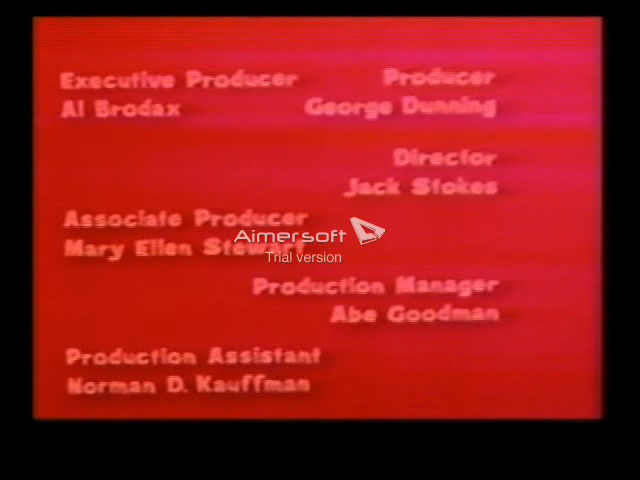 Executive Producer
Al Brodax
Producer
George Dunning
Director
Jack Stokes
Associate Producer
Mary Ellen Stewart
Aimersoft
Trial version
Production Manager
Abe Goodman
Production Assistant
Norman D. Kauffman